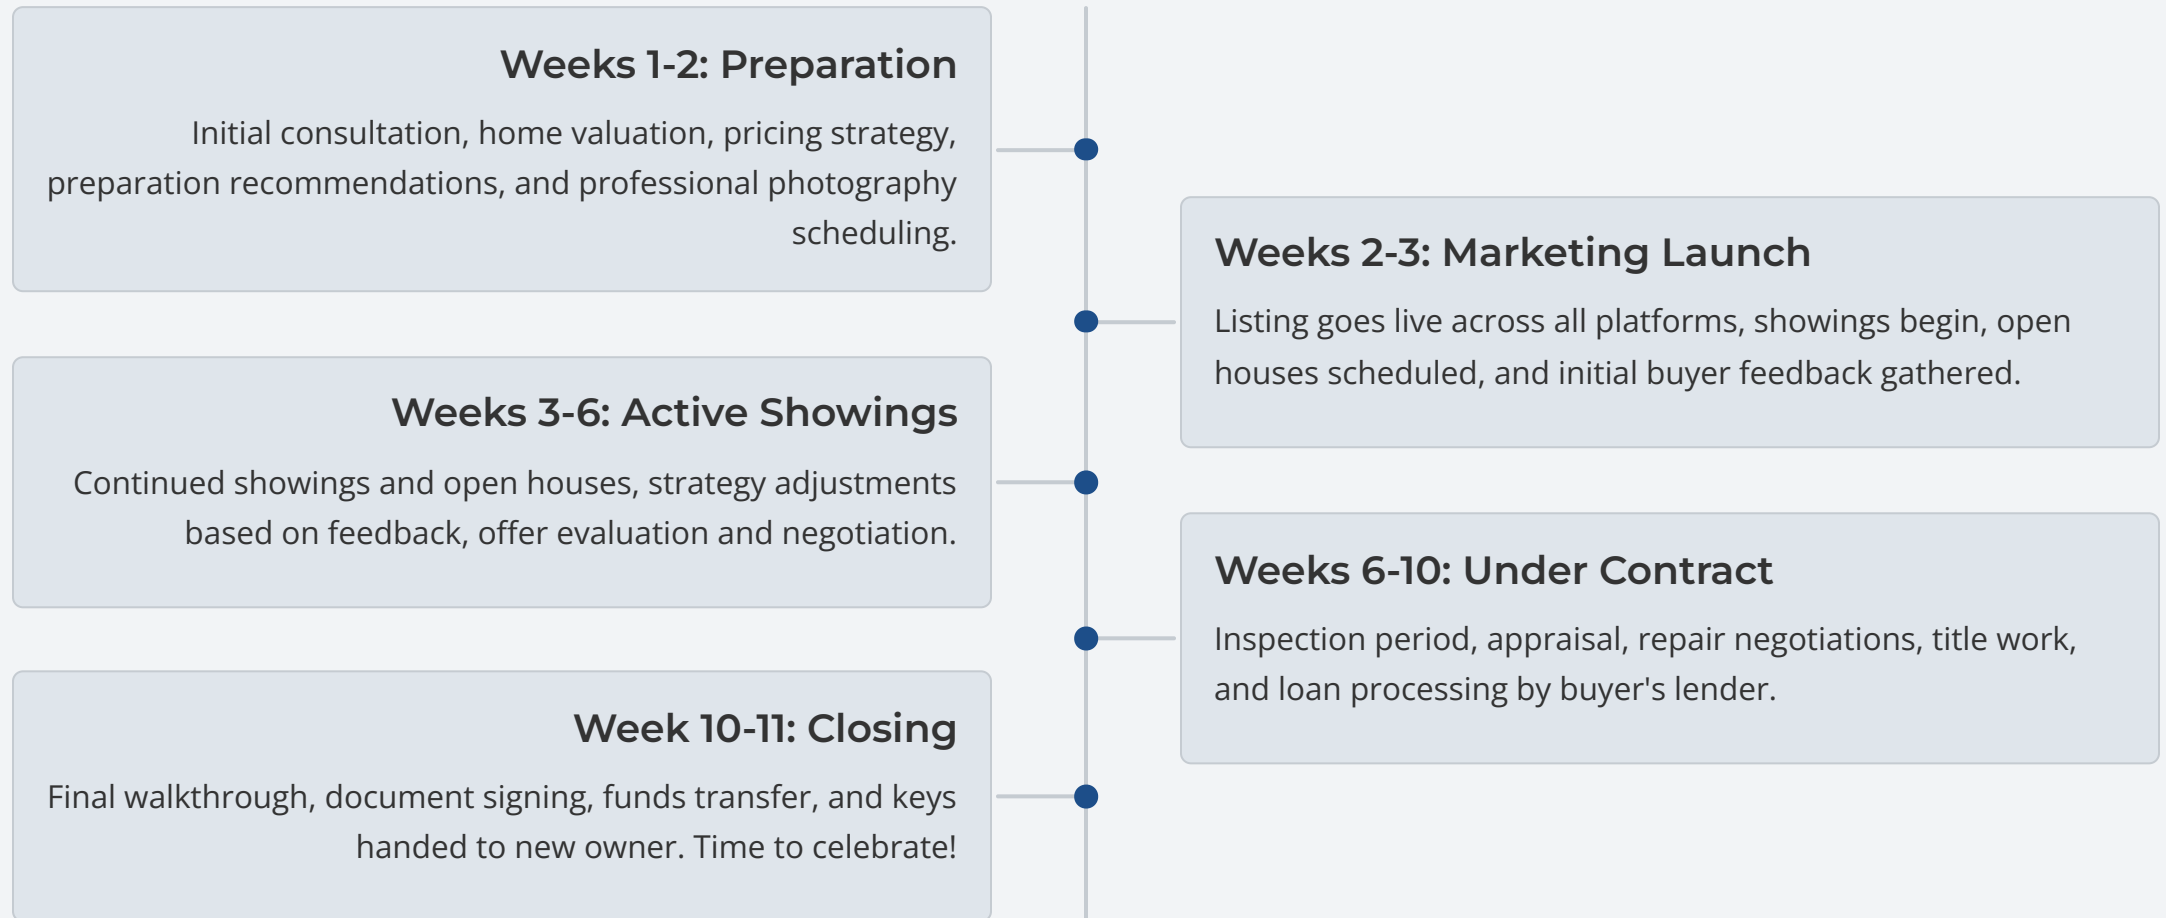 Weeks 1-2: Preparation
Initial consultation, home valuation, pricing strategy,
preparation recommendations, and professional photography
scheduling.
Weeks 2-3: Marketing Launch
Listing goes live across all platforms, showings begin, open
houses scheduled, and initial buyer feedback gathered.
Weeks 3-6: Active Showings
Continued showings and open houses, strategy adjustments
based on feedback, offer evaluation and negotiation.
Weeks 6-10: Under Contract
Inspection period, appraisal, repair negotiations, title work,
and loan processing by buyer's lender.
Week 10-11: Closing
Final walkthrough, document signing, funds transfer, and keys
handed to new owner. Time to celebrate!